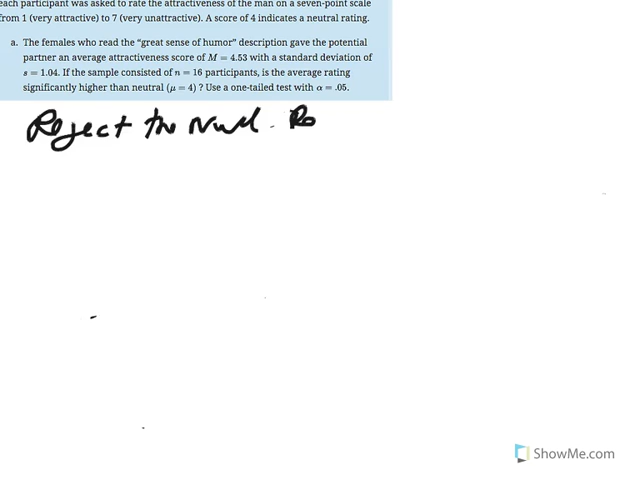 each participant was asked to rate the attractiveness of the man on a seven-point scale
from 1 (very attractive) to 7 (very unattractive). A score of 4 indicates a neutral rating.
a. The females who read the “great sense of humor” description gave the potential
partner an average attractiveness score of M = 4.53 with a standard deviation of
s = 1.04. If the sample consisted of n = 16 participants, is the average rating
significantly higher than neutral (μ = 4) ? Use a one-tailed test with α = .05.
Reject the Null. Ro
ShowMe.com